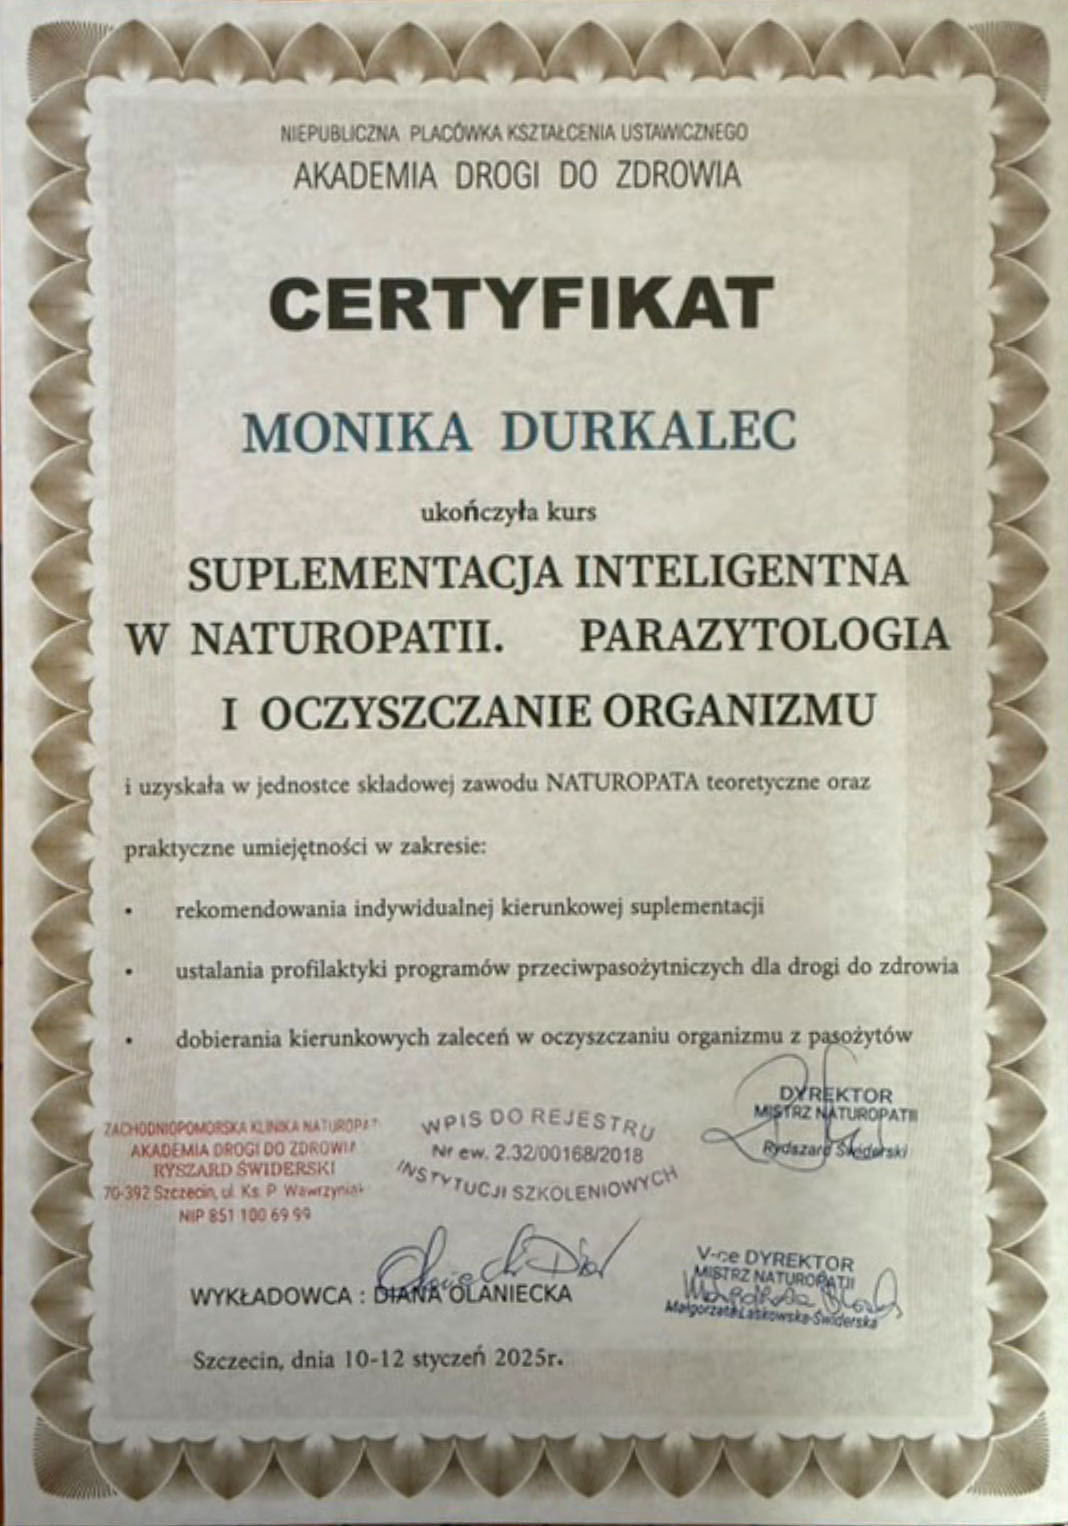 NIEPUBLICZNA PLACÓWKA KSZTAŁCENIA USTAWICZNEGO
AKADEMIA DROGI DO ZDROWIA
CERTYFIKAT
MONIKA DURKALEC
ukończyła kurs
SUPLEMENTACJA INTELIGENTNA
W NATUROPATII. PARAZYTOLOGIA
I OCZYSZCZANIE ORGANIZMU
i uzyskała w jednostce składowej zawodu NATUROPATA teoretyczne oraz
praktyczne umiejętności w zakresie:
• rekomendowania indywidualnej kierunkowej suplementacji
• ustalania profilaktyki programów przeciwpasożytniczych dla drogi do zdrowia
• dobierania kierunkowych zaleceń w oczyszczaniu organizmu z pasożytów
DYREKTOR
MISTRZ NATUROPATII
Świderski
ZACHODNIOPOMORSKA KLINIKA
AKADEMIA DROGI DO ZDROWIA
RYSZARD ŚWIDERSKI
70-392 Szczecin, ul. Ks. P.
NIP 851 100 69 99
WPIS DO REJESTRU
Nr ew. 2.32/00168/2018
INSTYTUCJI SZKOLENIOWYCH
WYKŁADOWCA : DIANA OLANIECKA
V-ce DYREKTOR
MISTRZ NATUROPATII
Małgorzata Laskowska-Świderska
Szczecin, dnia 10-12 styczeń 2025r.